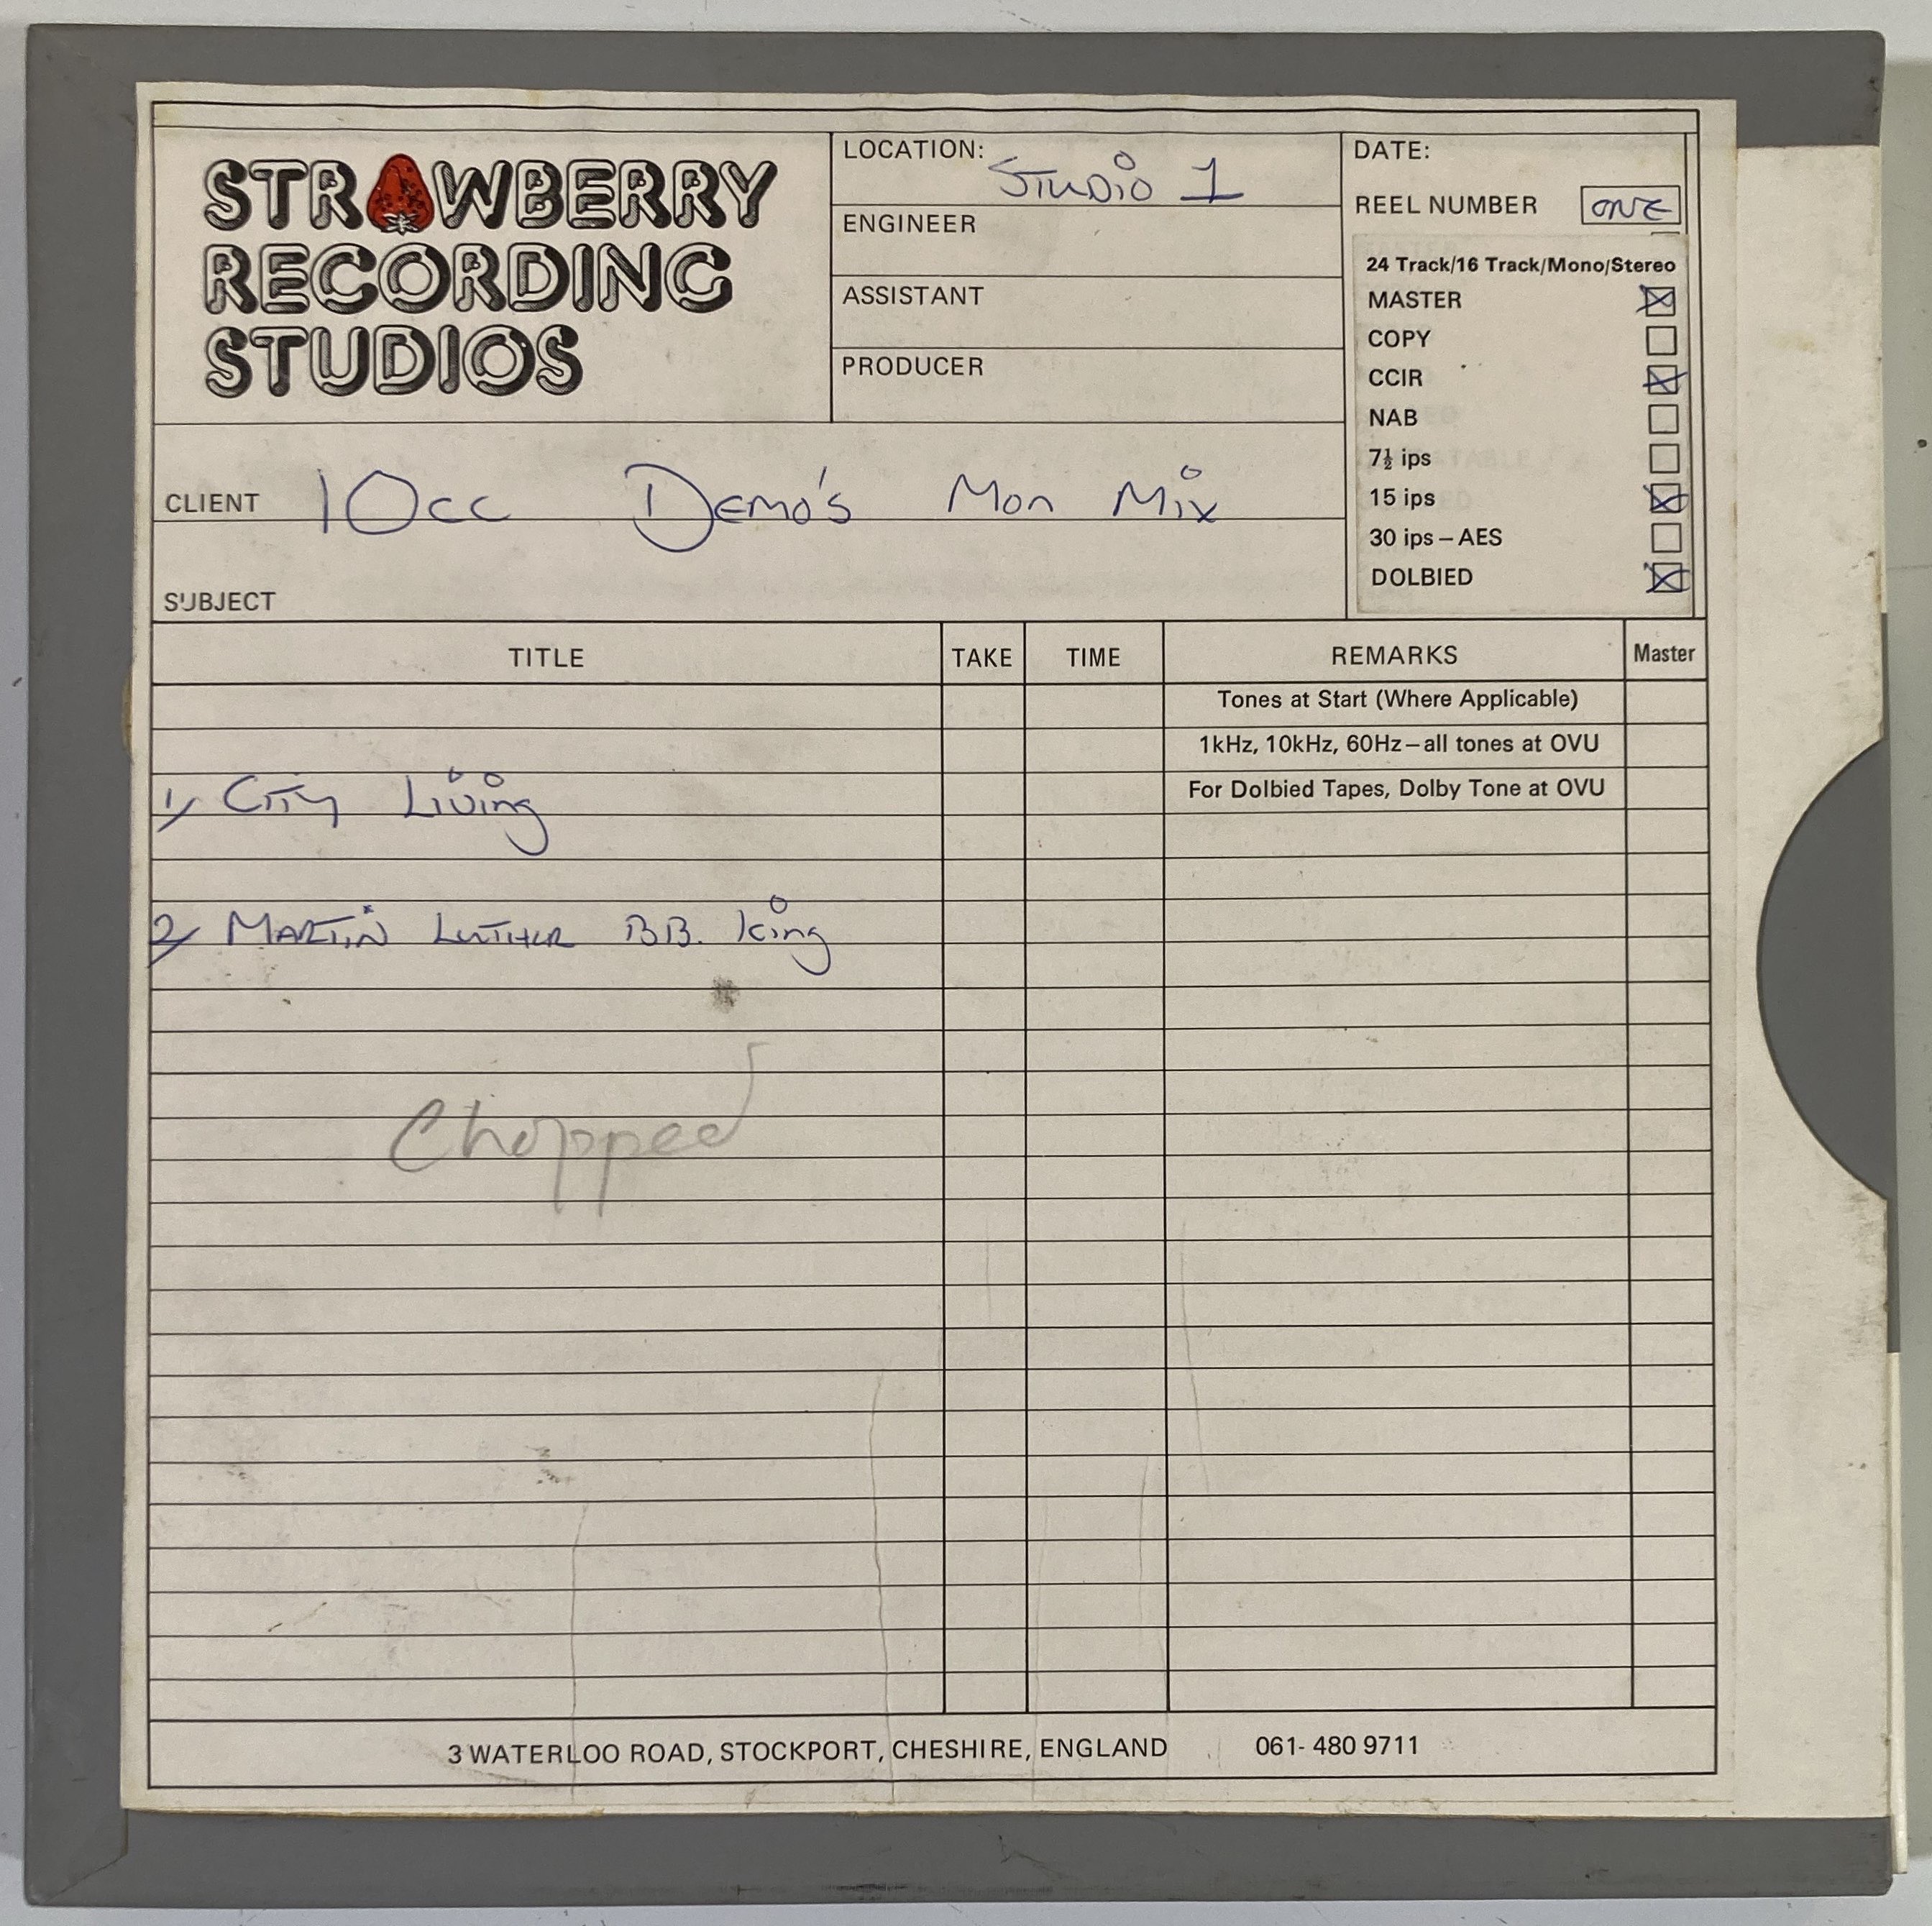 STRAWBERRY
RECORDING
STUDIOS
LOCATION: STUDIO 1
ENGINEER
ASSISTANT
PRODUCER
DATE:
REEL NUMBER ONE
24 Track/16 Track/Mono/Stereo
MASTER
COPY
CCIR
NAB
7½ ips
15 ips
30 ips – AES
DOLBIED
CLIENT 10cc DEMO'S Mon Mix
SUBJECT
TITLE TAKE TIME REMARKS Master
Tones at Start (Where Applicable)
1kHz, 10kHz, 60Hz – all tones at OVU
For Dolbied Tapes, Dolby Tone at OVU
1/ CITY Living
2/ MARTIN LUTHER B.B. King
Chopped
3 WATERLOO ROAD, STOCKPORT, CHESHIRE, ENGLAND 061- 480 9711